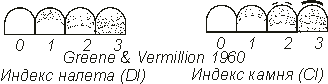 0 1 2 3 0 1 2 3
Greene & Vermillion 1960
Индекс налета (DI) Индекс камня (CI)